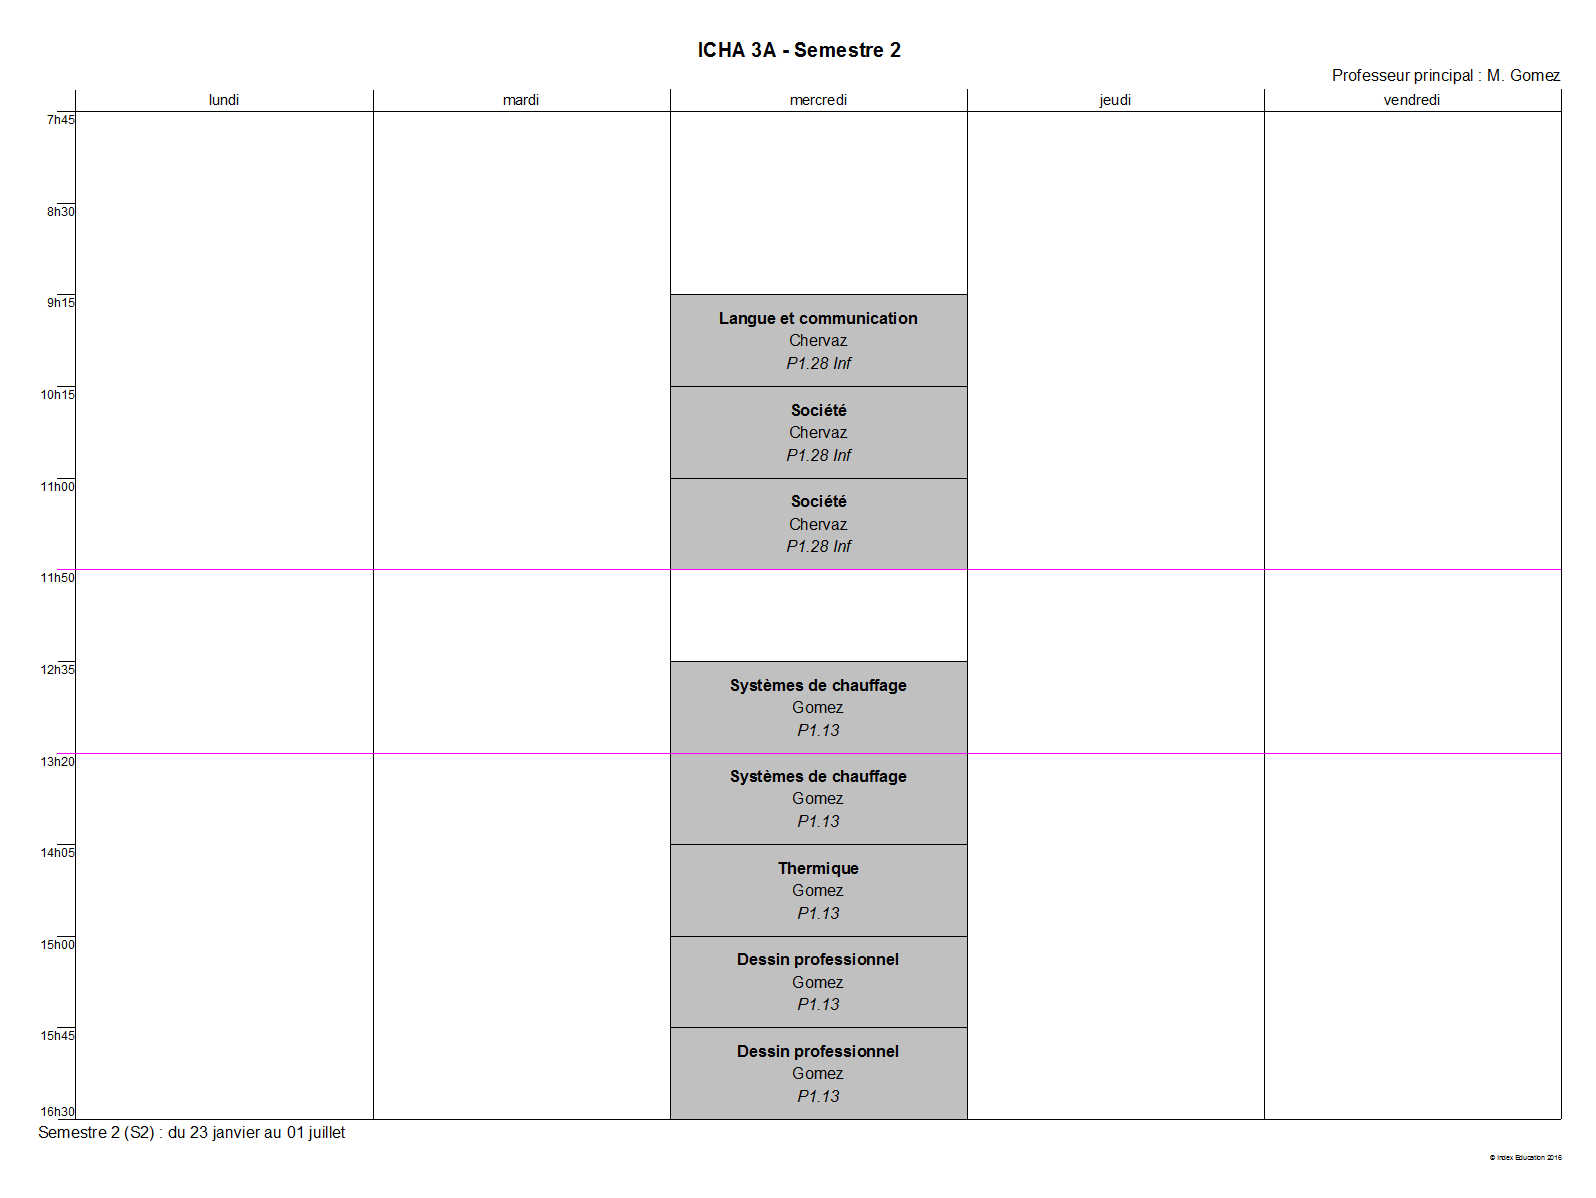 ICHA 3A - Semestre 2
Professeur principal : M. Gomez
lundi
mardi
mercredi
jeudi
vendredi
7h45
8h30
9h15
Langue et communication
Chervaz
P1.28 Inf
10h15
Société
Chervaz
P1.28 Inf
11h00
Société
Chervaz
P1.28 Inf
11h50
12h35
Systèmes de chauffage
Gomez
P1.13
13h20
Systèmes de chauffage
Gomez
P1.13
14h05
Thermique
Gomez
P1.13
15h00
Dessin professionnel
Gomez
P1.13
15h45
Dessin professionnel
Gomez
P1.13
16h30
Semestre 2 (S2) : du 23 janvier au 01 juillet
© Index Education 2016